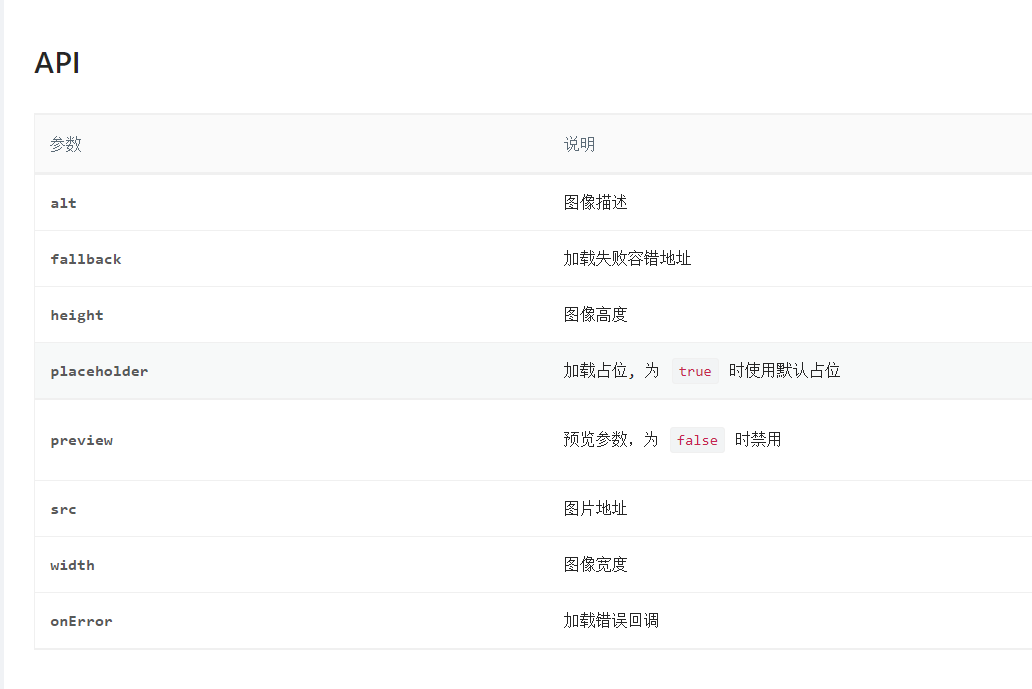 API
参数 说明
alt 图像描述
fallback 加载失败容错地址
height 图像高度
placeholder 加载占位, 为 true 时使用默认占位
preview 预览参数，为 false 时禁用
src 图片地址
width 图像宽度
onError 加载错误回调